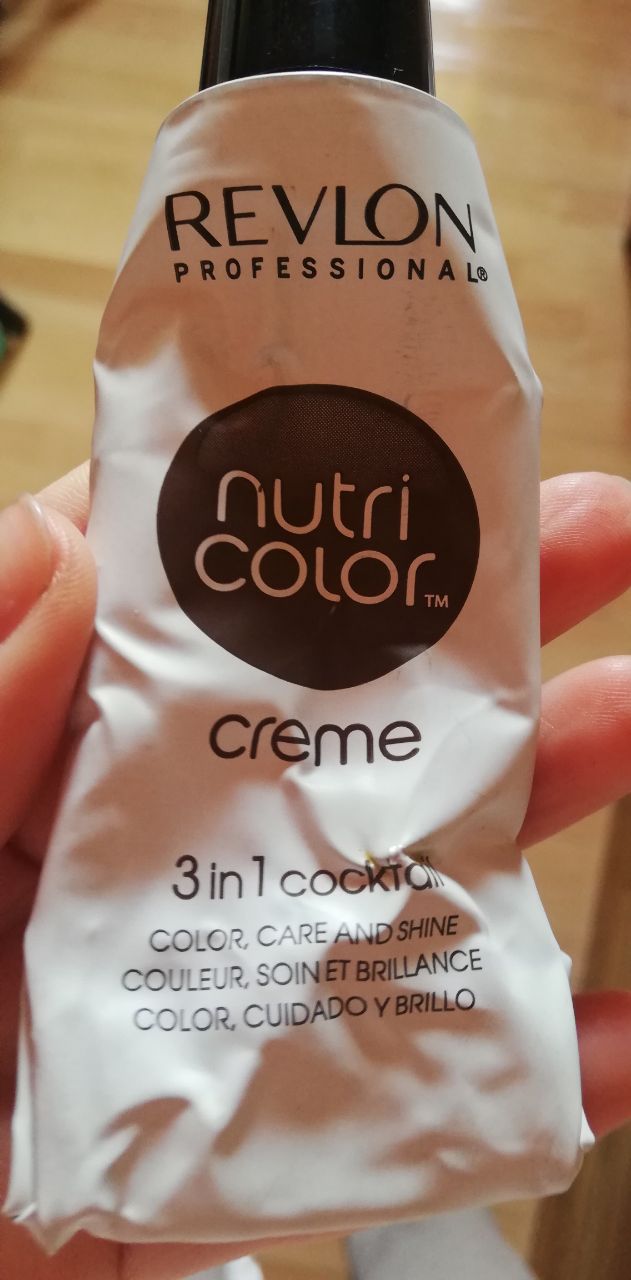 REVLON
PROFESSIONAL®
nutri
color™
creme
3 in 1 cocktail
COLOR, CARE AND SHINE
COULEUR, SOIN ET BRILLANCE
COLOR, CUIDADO Y BRILLO